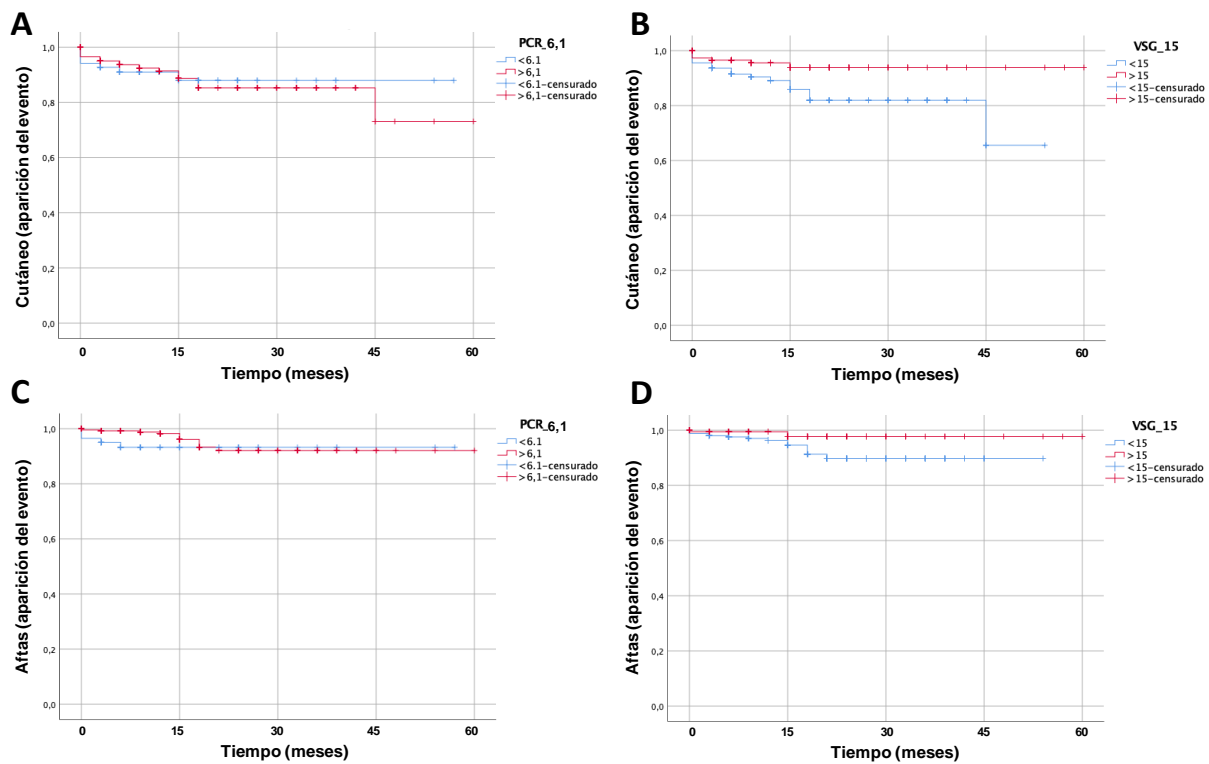 A
Cutáneo (aparición del evento)
1,0
0,8
0,6
0,4
0,2
0,0
0 15 30 45 60
Tiempo (meses)
PCR_6,1
<6.1
>6,1
<6.1-censurado
>6,1-censurado
B
Cutáneo (aparición del evento)
1,0
0,8
0,6
0,4
0,2
0,0
0 15 30 45 60
Tiempo (meses)
VSG_15
<15
>15
<15-censurado
>15-censurado
C
Aftas (aparición del evento)
1,0
0,8
0,6
0,4
0,2
0,0
0 15 30 45 60
Tiempo (meses)
PCR_6,1
<6.1
>6,1
<6.1-censurado
>6,1-censurado
D
Aftas (aparición del evento)
1,0
0,8
0,6
0,4
0,2
0,0
0 15 30 45 60
Tiempo (meses)
VSG_15
<15
>15
<15-censurado
>15-censurado